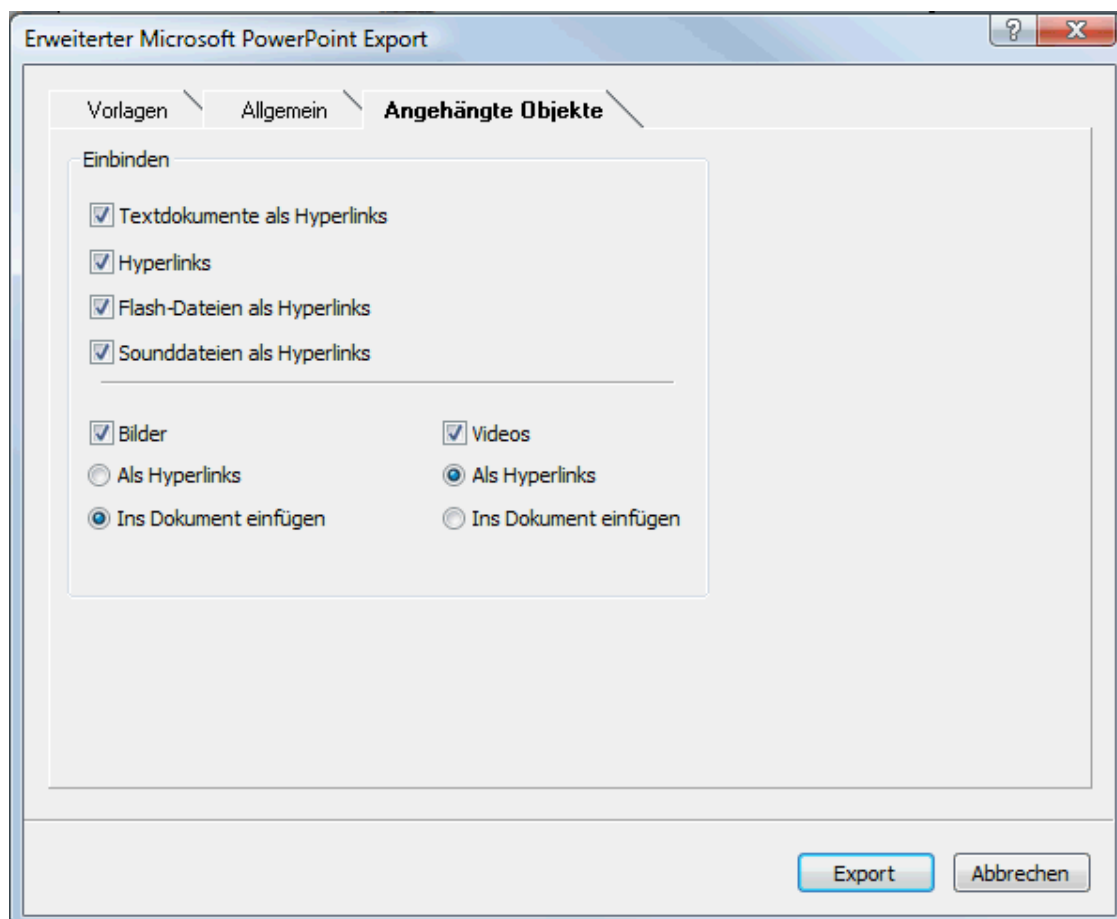 Erweiterter Microsoft PowerPoint Export
? X
Vorlagen Allgemein Angehängte Objekte
Einbinden
Textdokumente als Hyperlinks
Hyperlinks
Flash-Dateien als Hyperlinks
Sounddateien als Hyperlinks
Bilder Videos
Als Hyperlinks Als Hyperlinks
Ins Dokument einfügen Ins Dokument einfügen
Export Abbrechen